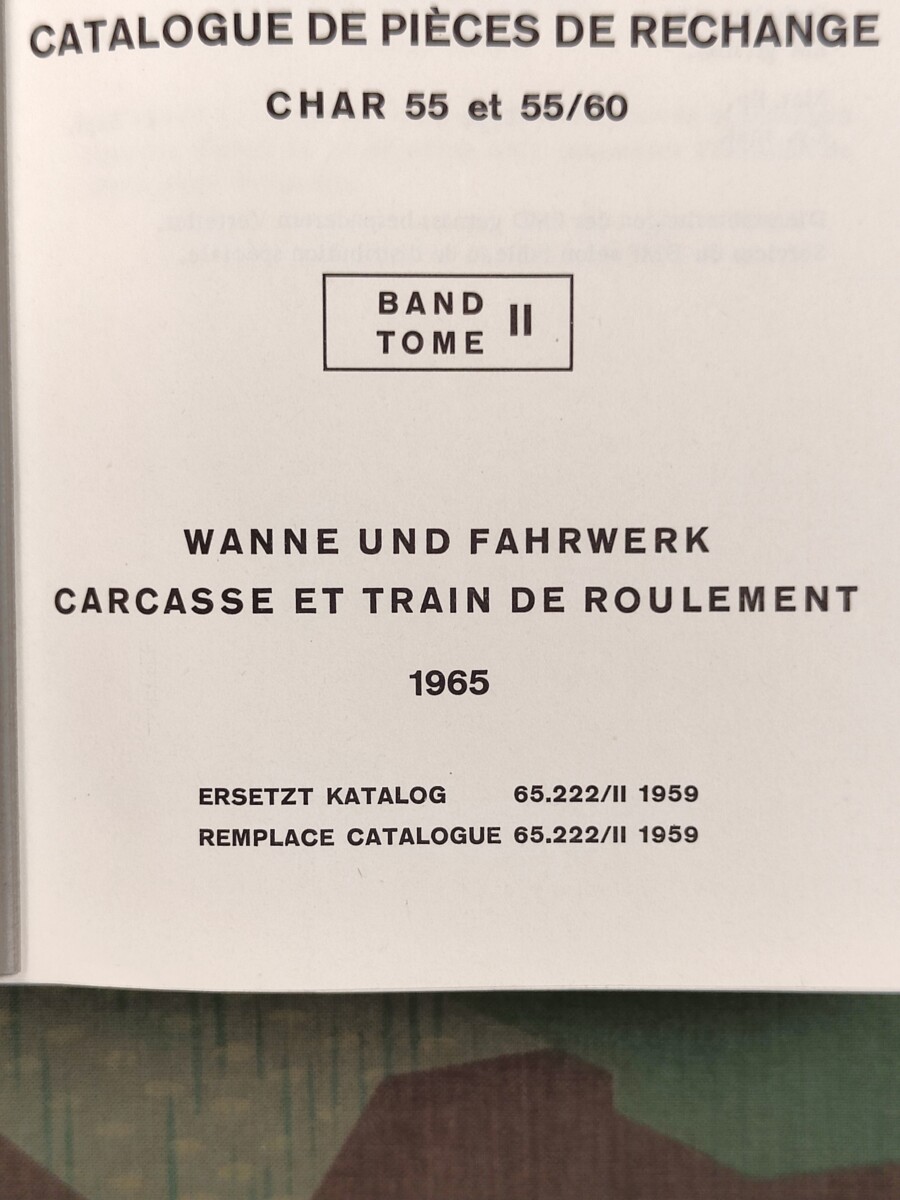 CATALOGUE DE PIÈCES DE RECHANGE
CHAR 55 et 55/60
BAND
TOME II
WANNE UND FAHRWERK
CARCASSE ET TRAIN DE ROULEMENT
1965
ERSETZT KATALOG 65.222/II 1959
REMPLACE CATALOGUE 65.222/II 1959